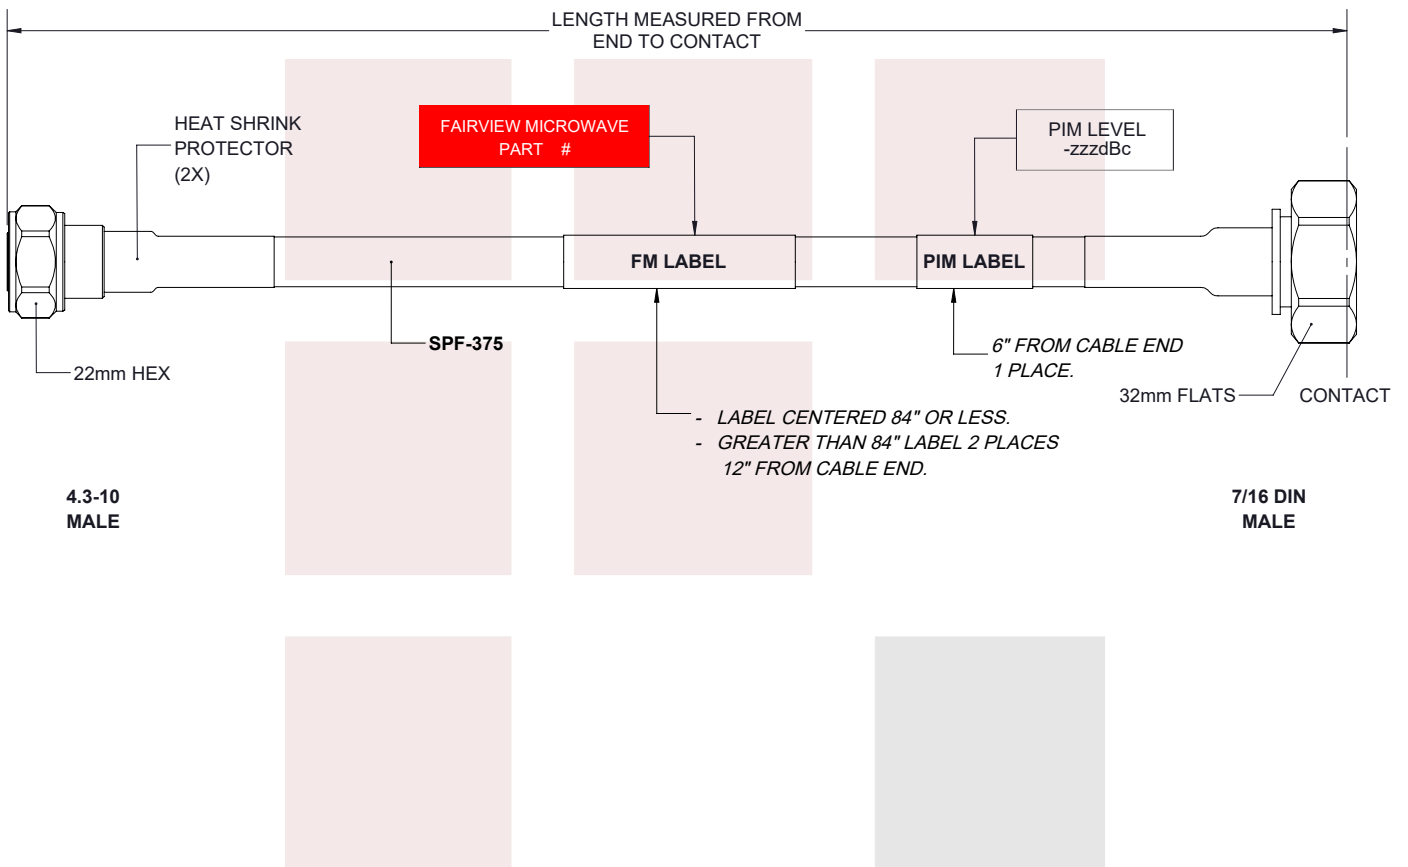 LENGTH MEASURED FROM
END TO CONTACT
HEAT SHRINK
PROTECTOR
(2X)
FAIRVIEW MICROWAVE
PART #
PIM LEVEL
-zzzdBc
FM LABEL
PIM LABEL
SPF-375
22mm HEX
6" FROM CABLE END
1 PLACE.
32mm FLATS
CONTACT
- LABEL CENTERED 84" OR LESS.
- GREATER THAN 84" LABEL 2 PLACES
12" FROM CABLE END.
4.3-10
MALE
7/16 DIN
MALE